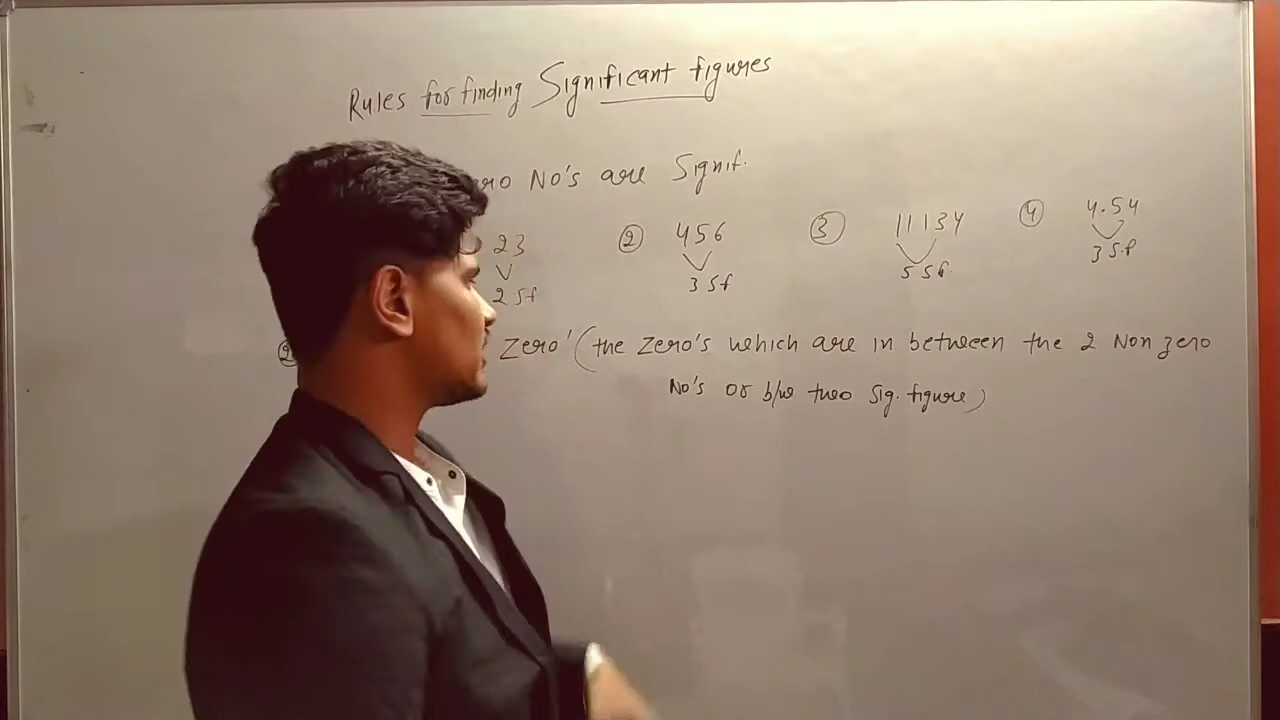 Rules for finding Significant figures
No's are Signif.
23 ② 456 ③ 11134 ④ 4.54
2 Sf 3 Sf 5 Sf. 3 S.f
Zero' (the Zero's which are in between the 2 Non zero
No's or b/w two Sig. figure)